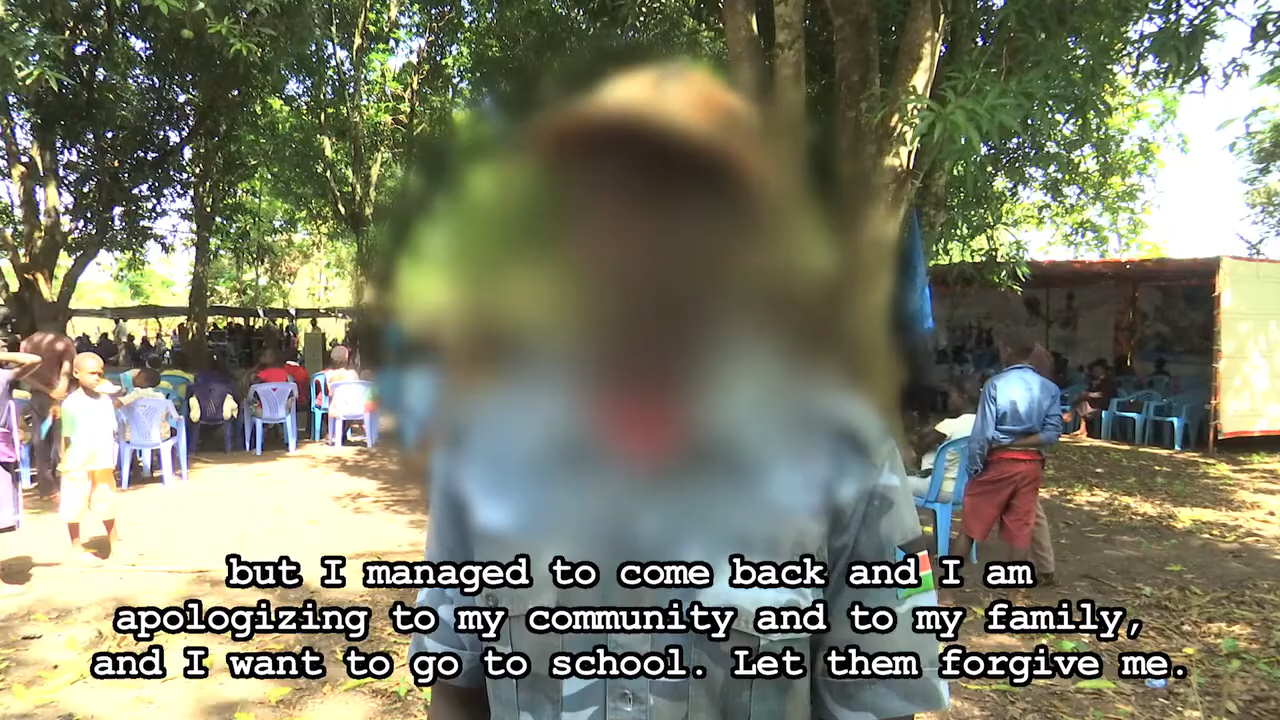 but I managed to come back and I am
apologizing to my community and to my family,
and I want to go to school. Let them forgive me.